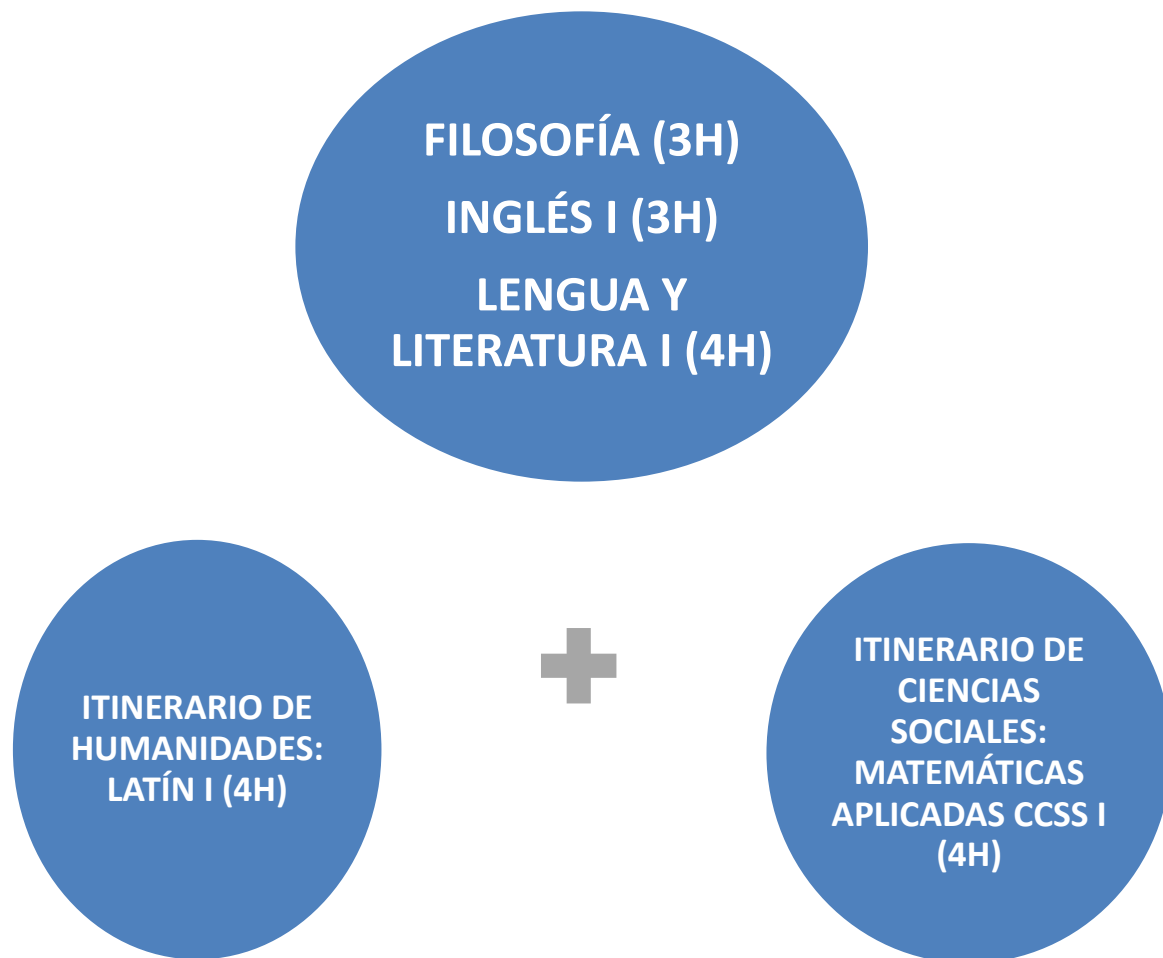 FILOSOFÍA (3H)
INGLÉS I (3H)
LENGUA Y
LITERATURA I (4H)
ITINERARIO DE
HUMANIDADES:
LATÍN I (4H)
ITINERARIO DE
CIENCIAS
SOCIALES:
MATEMÁTICAS
APLICADAS CCSS I
(4H)